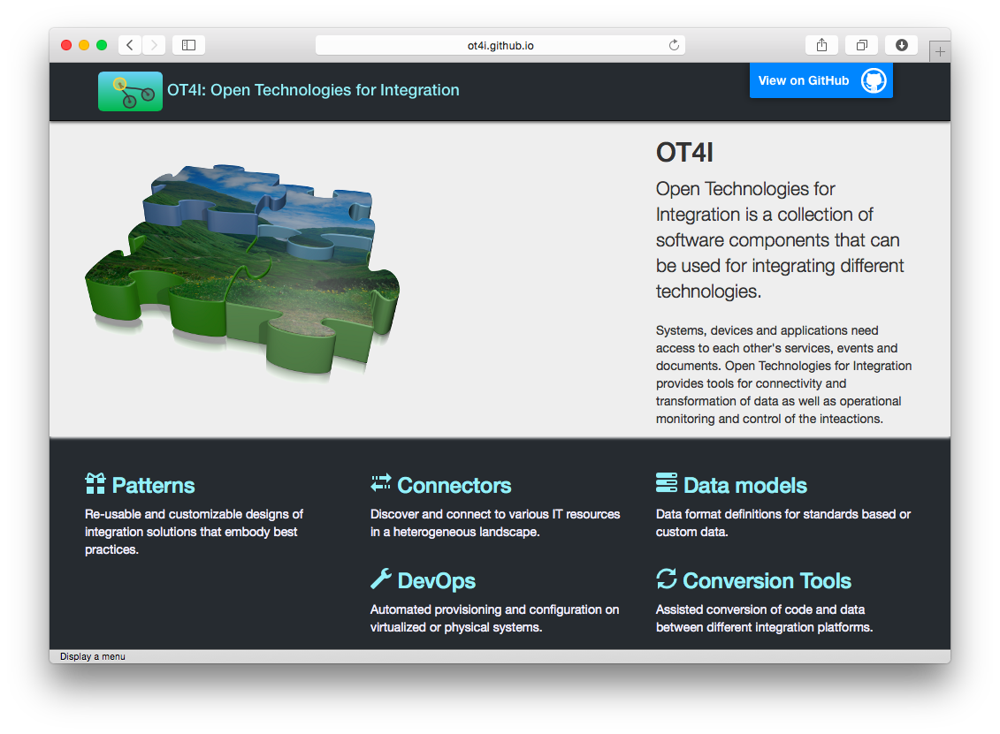 ot4i.github.io
OT4I: Open Technologies for Integration
View on GitHub
OT4I
Open Technologies for
Integration is a collection of
software components that can
be used for integrating different
technologies.
Systems, devices and applications need
access to each other's services, events and
documents. Open Technologies for Integration
provides tools for connectivity and
transformation of data as well as operational
monitoring and control of the inteactions.
Patterns
Re-usable and customizable designs of
integration solutions that embody best
practices.
Connectors
Discover and connect to various IT resources
in a heterogeneous landscape.
Data models
Data format definitions for standards based or
custom data.
DevOps
Automated provisioning and configuration on
virtualized or physical systems.
Conversion Tools
Assisted conversion of code and data
between different integration platforms.
Display a menu